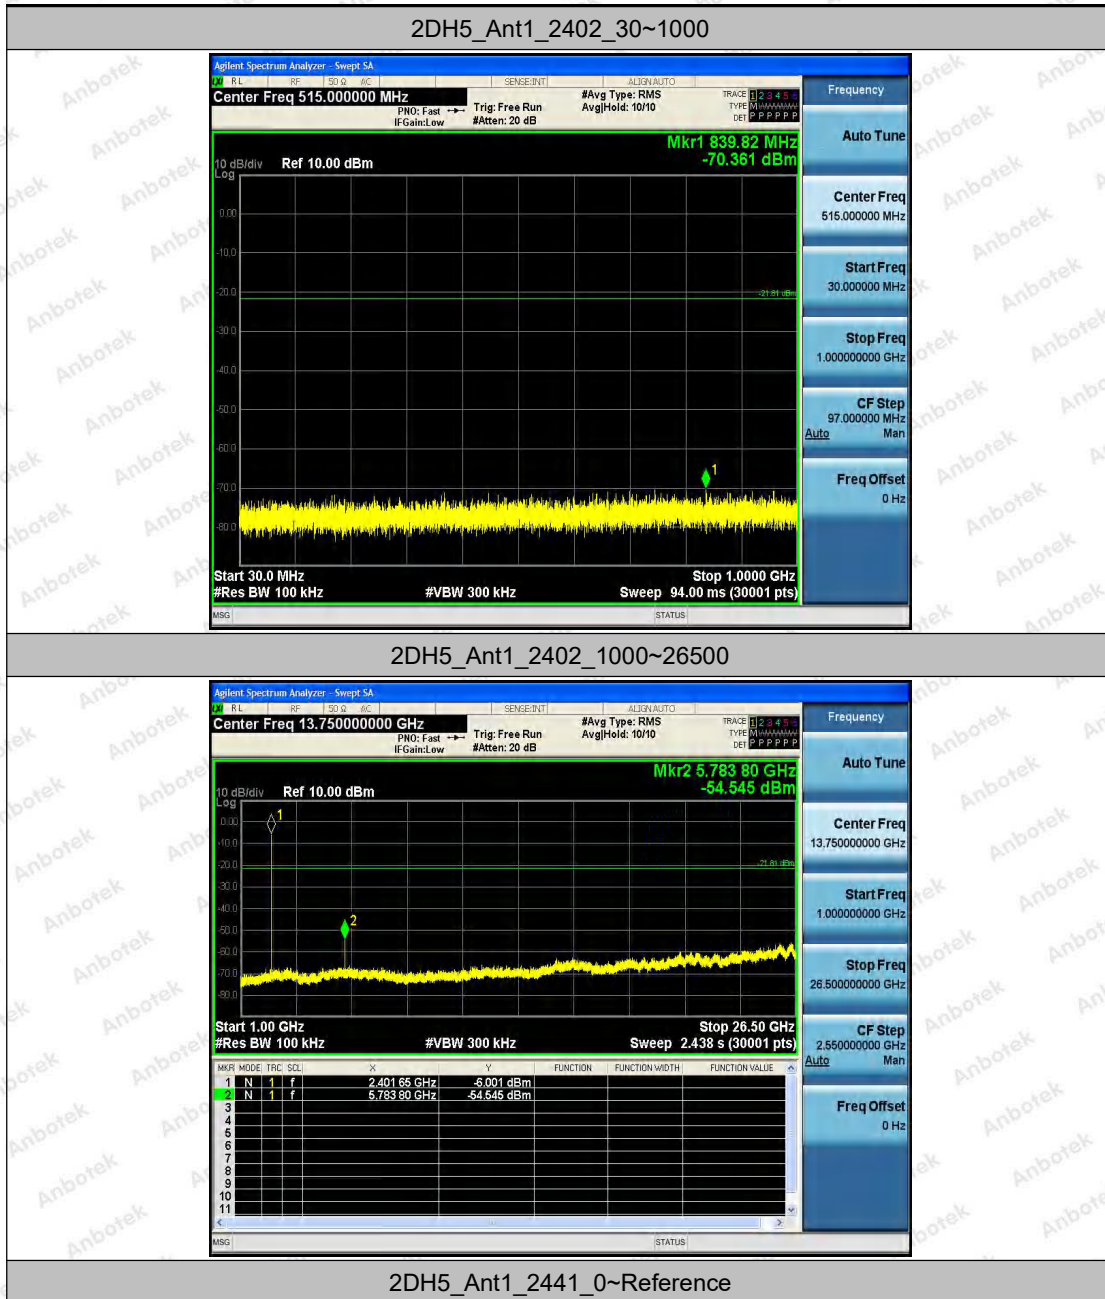 2DH5_Ant1_2402_30~1000
Agilent Spectrum Analyzer - Swept SA
RL RF 50 Ω AC SENSE:INT ALIGN AUTO
Center Freq 515.000000 MHz
PNO: Fast
IFGain:Low
Trig: Free Run
#Atten: 20 dB
#Avg Type: RMS
Avg|Hold: 10/10
TRACE 1 2 3 4 5 6
TYPE M
DET P P P P P P
Mkr1 839.82 MHz
-70.361 dBm
10 dB/div Ref 10.00 dBm
Log
0.00
-10.0
-20.0
-21.81 dBm
-30.0
-40.0
-50.0
-60.0
1
-70.0
-80.0
Start 30.0 MHz Stop 1.0000 GHz
#Res BW 100 kHz #VBW 300 kHz Sweep 94.00 ms (30001 pts)
MSG STATUS
Frequency
Auto Tune
Center Freq
515.000000 MHz
Start Freq
30.000000 MHz
Stop Freq
1.000000000 GHz
CF Step
97.000000 MHz
Auto Man
Freq Offset
0 Hz
2DH5_Ant1_2402_1000~26500
Agilent Spectrum Analyzer - Swept SA
RL RF 50 Ω AC SENSE:INT ALIGN AUTO
Center Freq 13.750000000 GHz
PNO: Fast
IFGain:Low
Trig: Free Run
#Atten: 20 dB
#Avg Type: RMS
Avg|Hold: 10/10
TRACE 1 2 3 4 5 6
TYPE M
DET P P P P P P
Mkr2 5.783 80 GHz
-54.545 dBm
10 dB/div Ref 10.00 dBm
Log
1
0.00
-10.0
-20.0
-21.81 dBm
-30.0
-40.0
2
-50.0
-60.0
-70.0
-80.0
Start 1.00 GHz Stop 26.50 GHz
#Res BW 100 kHz #VBW 300 kHz Sweep 2.438 s (30001 pts)
MKR MODE TRC SCL X Y FUNCTION FUNCTION WIDTH FUNCTION VALUE
1 N 1 f 2.401 65 GHz -6.001 dBm
2 N 1 f 5.783 80 GHz -54.545 dBm
3
4
5
6
7
8
9
10
11
MSG STATUS
Frequency
Auto Tune
Center Freq
13.750000000 GHz
Start Freq
1.000000000 GHz
Stop Freq
26.500000000 GHz
CF Step
2.550000000 GHz
Auto Man
Freq Offset
0 Hz
2DH5_Ant1_2441_0~Reference